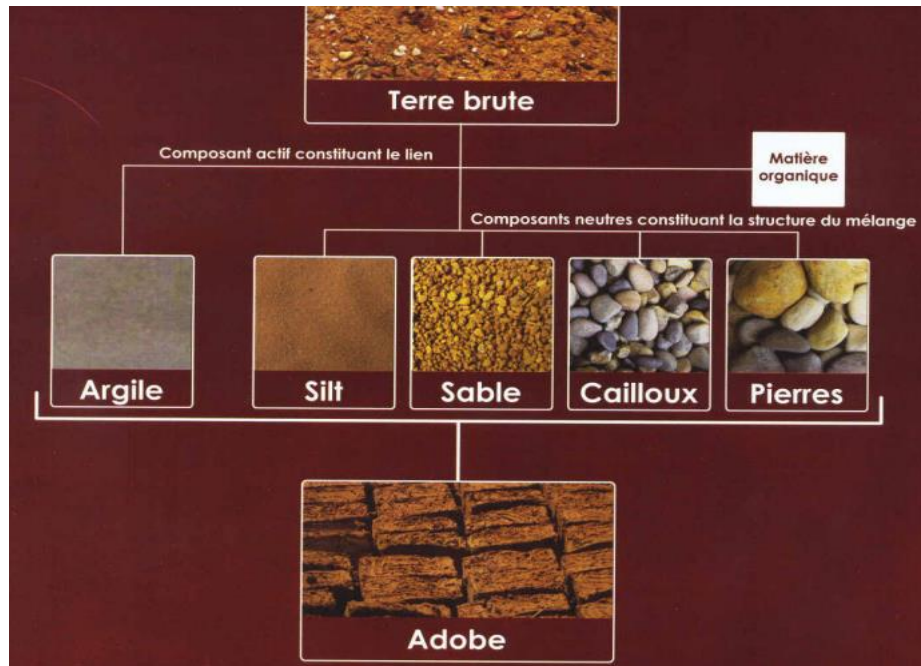 Terre brute
Composant actif constituant le lien
Matière
organique
Composants neutres constituant la structure du mélange
Argile
Silt
Sable
Cailloux
Pierres
Adobe